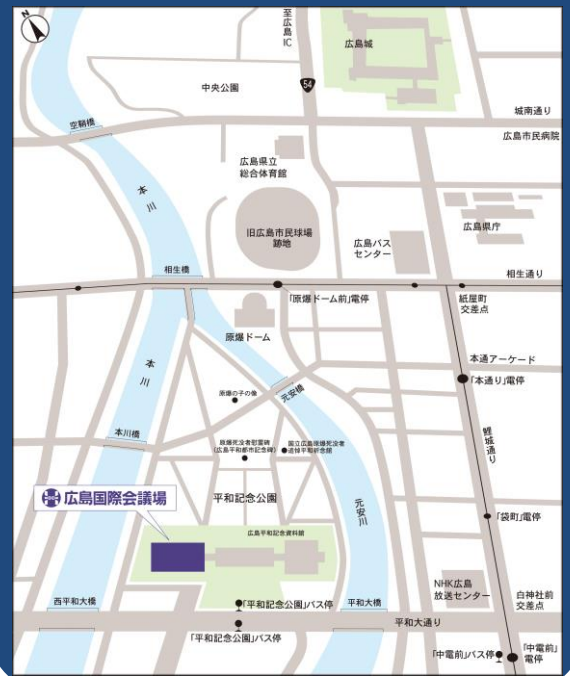 N
至広島IC
54
広島城
中央公園
城南通り
空鞘橋
広島市民病院
広島県立
総合体育館
本川
旧広島市民球場
跡地
広島バス
センター
広島県庁
相生橋
相生通り
「原爆ドーム前」電停
紙屋町
交差点
原爆ドーム
本通アーケード
本川
「本通り」電停
原爆の子の像
元安橋
鯉城通り
本川橋
原爆死没者慰霊碑
(広島平和都市記念碑)
国立広島原爆死没者
追悼平和祈念館
広島国際会議場
平和記念公園
元安川
「袋町」電停
広島平和記念資料館
NHK広島
放送センター
白神社前
交差点
西平和大橋
「平和記念公園」バス停
平和大橋
平和大通り
「平和記念公園」バス停
「中電前」バス停
「中電前」
電停